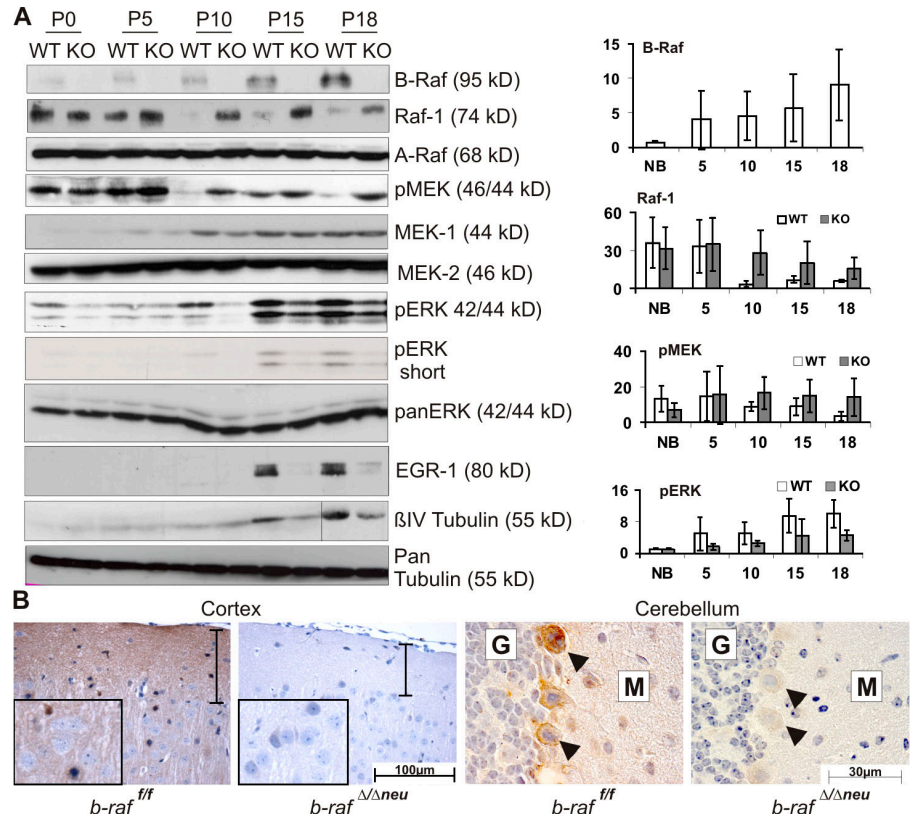 A
P0 P5 P10 P15 P18
WT KO WT KO WT KO WT KO WT KO
B-Raf (95 kD)
Raf-1 (74 kD)
A-Raf (68 kD)
pMEK (46/44 kD)
MEK-1 (44 kD)
MEK-2 (46 kD)
pERK 42/44 kD)
pERK
short
panERK (42/44 kD)
EGR-1 (80 kD)
ßIV Tubulin (55 kD)
Pan
Tubulin (55 kD)
B-Raf
15
10
5
0
NB 5 10 15 18
Raf-1
WT KO
60
30
0
NB 5 10 15 18
pMEK
WT KO
40
20
0
NB 5 10 15 18
pERK
WT KO
16
8
0
NB 5 10 15 18
B
Cortex
Cerebellum
G
M
G
M
100µm
30µm
b-raf f/f
b-raf Δ/Δneu
b-raf f/f
b-raf Δ/Δneu